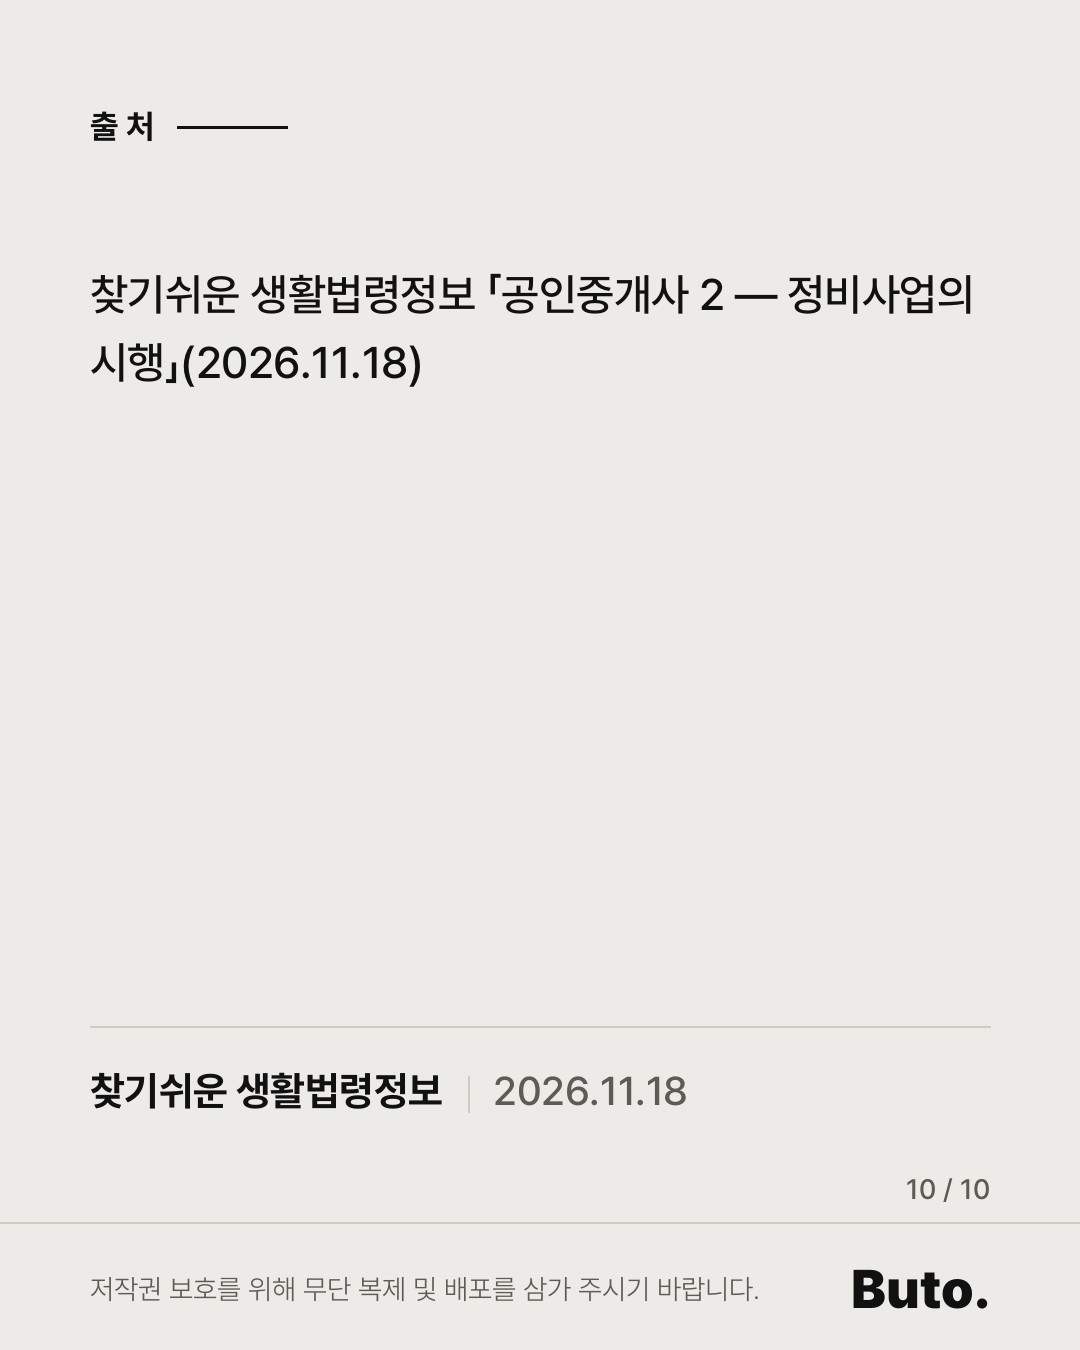 출 처
찾기쉬운 생활법령정보 「공인중개사 2 — 정비사업의
시행」(2026.11.18)
찾기쉬운 생활법령정보 | 2026.11.18
10 / 10
저작권 보호를 위해 무단 복제 및 배포를 삼가 주시기 바랍니다.
Buto.